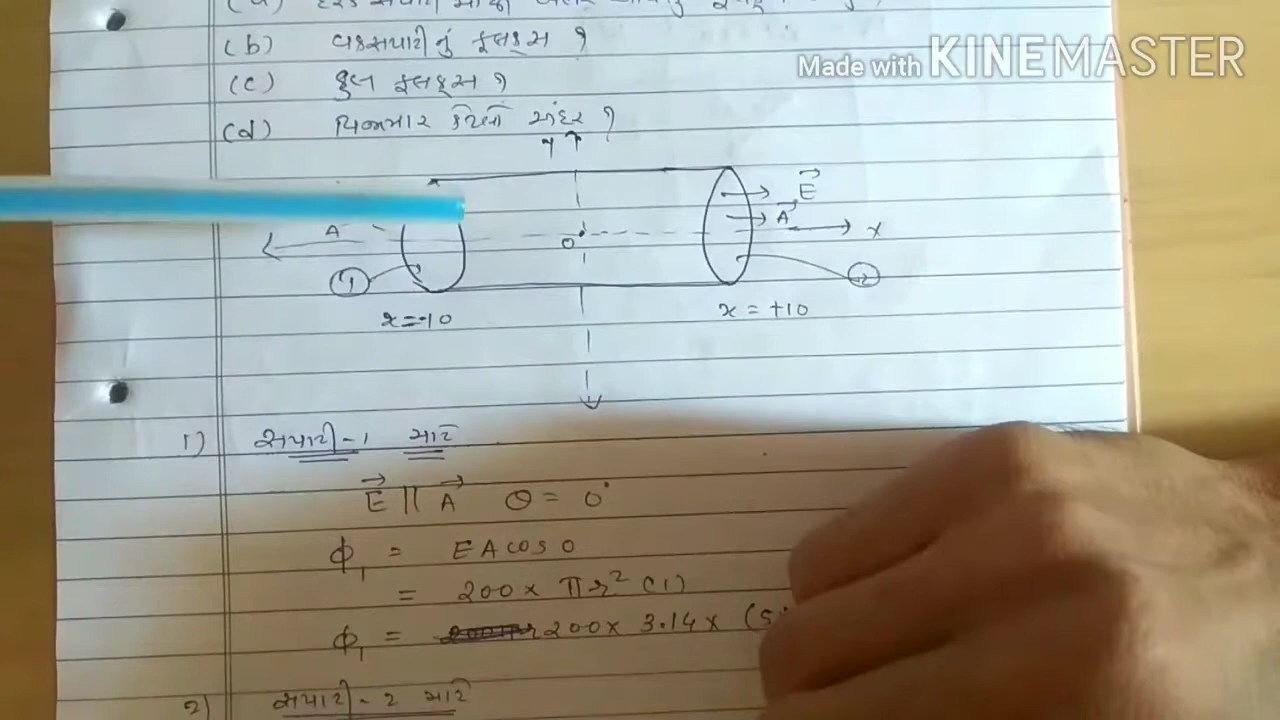 Made with KINEMASTER
(b) વક્રસપાટીનું ફ્લક્સ ?
(c) કુલ ફ્લક્સ ?
(d) વિજભાર કેટલો અંદર ?
y
E
A
x
A
O
1
2
x = -10
x = +10
1) સપાટી-1 માટે
E || A θ = 0°
ϕ₁ = EA cos 0
= 200 × πr² (1)
ϕ₁ = 200 × 3.14 × (5
2) સપાટી-2 માટે